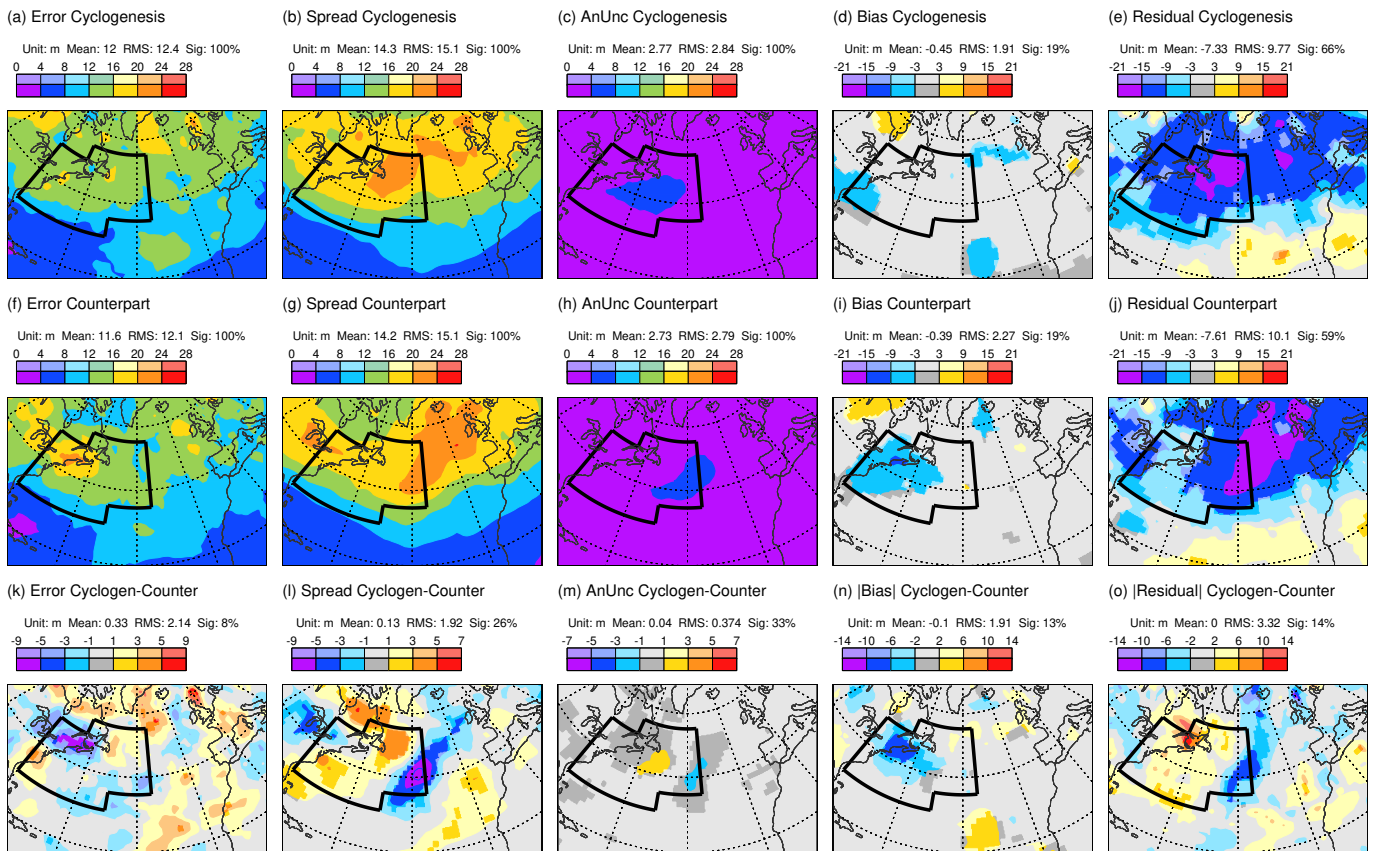 (a) Error Cyclogenesis
Unit: m Mean: 12 RMS: 12.4 Sig: 100%
0 4 8 12 16 20 24 28
(b) Spread Cyclogenesis
Unit: m Mean: 14.3 RMS: 15.1 Sig: 100%
0 4 8 12 16 20 24 28
(c) AnUnc Cyclogenesis
Unit: m Mean: 2.77 RMS: 2.84 Sig: 100%
0 4 8 12 16 20 24 28
(d) Bias Cyclogenesis
Unit: m Mean: -0.45 RMS: 1.91 Sig: 19%
-21 -15 -9 -3 3 9 15 21
(e) Residual Cyclogenesis
Unit: m Mean: -7.33 RMS: 9.77 Sig: 66%
-21 -15 -9 -3 3 9 15 21
(f) Error Counterpart
Unit: m Mean: 11.6 RMS: 12.1 Sig: 100%
0 4 8 12 16 20 24 28
(g) Spread Counterpart
Unit: m Mean: 14.2 RMS: 15.1 Sig: 100%
0 4 8 12 16 20 24 28
(h) AnUnc Counterpart
Unit: m Mean: 2.73 RMS: 2.79 Sig: 100%
0 4 8 12 16 20 24 28
(i) Bias Counterpart
Unit: m Mean: -0.39 RMS: 2.27 Sig: 19%
-21 -15 -9 -3 3 9 15 21
(j) Residual Counterpart
Unit: m Mean: -7.61 RMS: 10.1 Sig: 59%
-21 -15 -9 -3 3 9 15 21
(k) Error Cyclogen-Counter
Unit: m Mean: 0.33 RMS: 2.14 Sig: 8%
-9 -3 -1 1 3 9
(l) Spread Cyclogen-Counter
Unit: m Mean: 0.13 RMS: 1.92 Sig: 26%
-9 -5 -3 -1 1 3 5 7
(m) AnUnc Cyclogen-Counter
Unit: m Mean: 0.04 RMS: 0.374 Sig: 33%
-7 -5 -3 -1 1 3 5 7
(n) |Bias| Cyclogen-Counter
Unit: m Mean: -0.1 RMS: 1.91 Sig: 13%
-14 -10 -6 -2 2 6 10 14
(o) |Residual| Cyclogen-Counter
Unit: m Mean: 0 RMS: 3.32 Sig: 14%
-14 -10 -6 -2 2 6 10 14